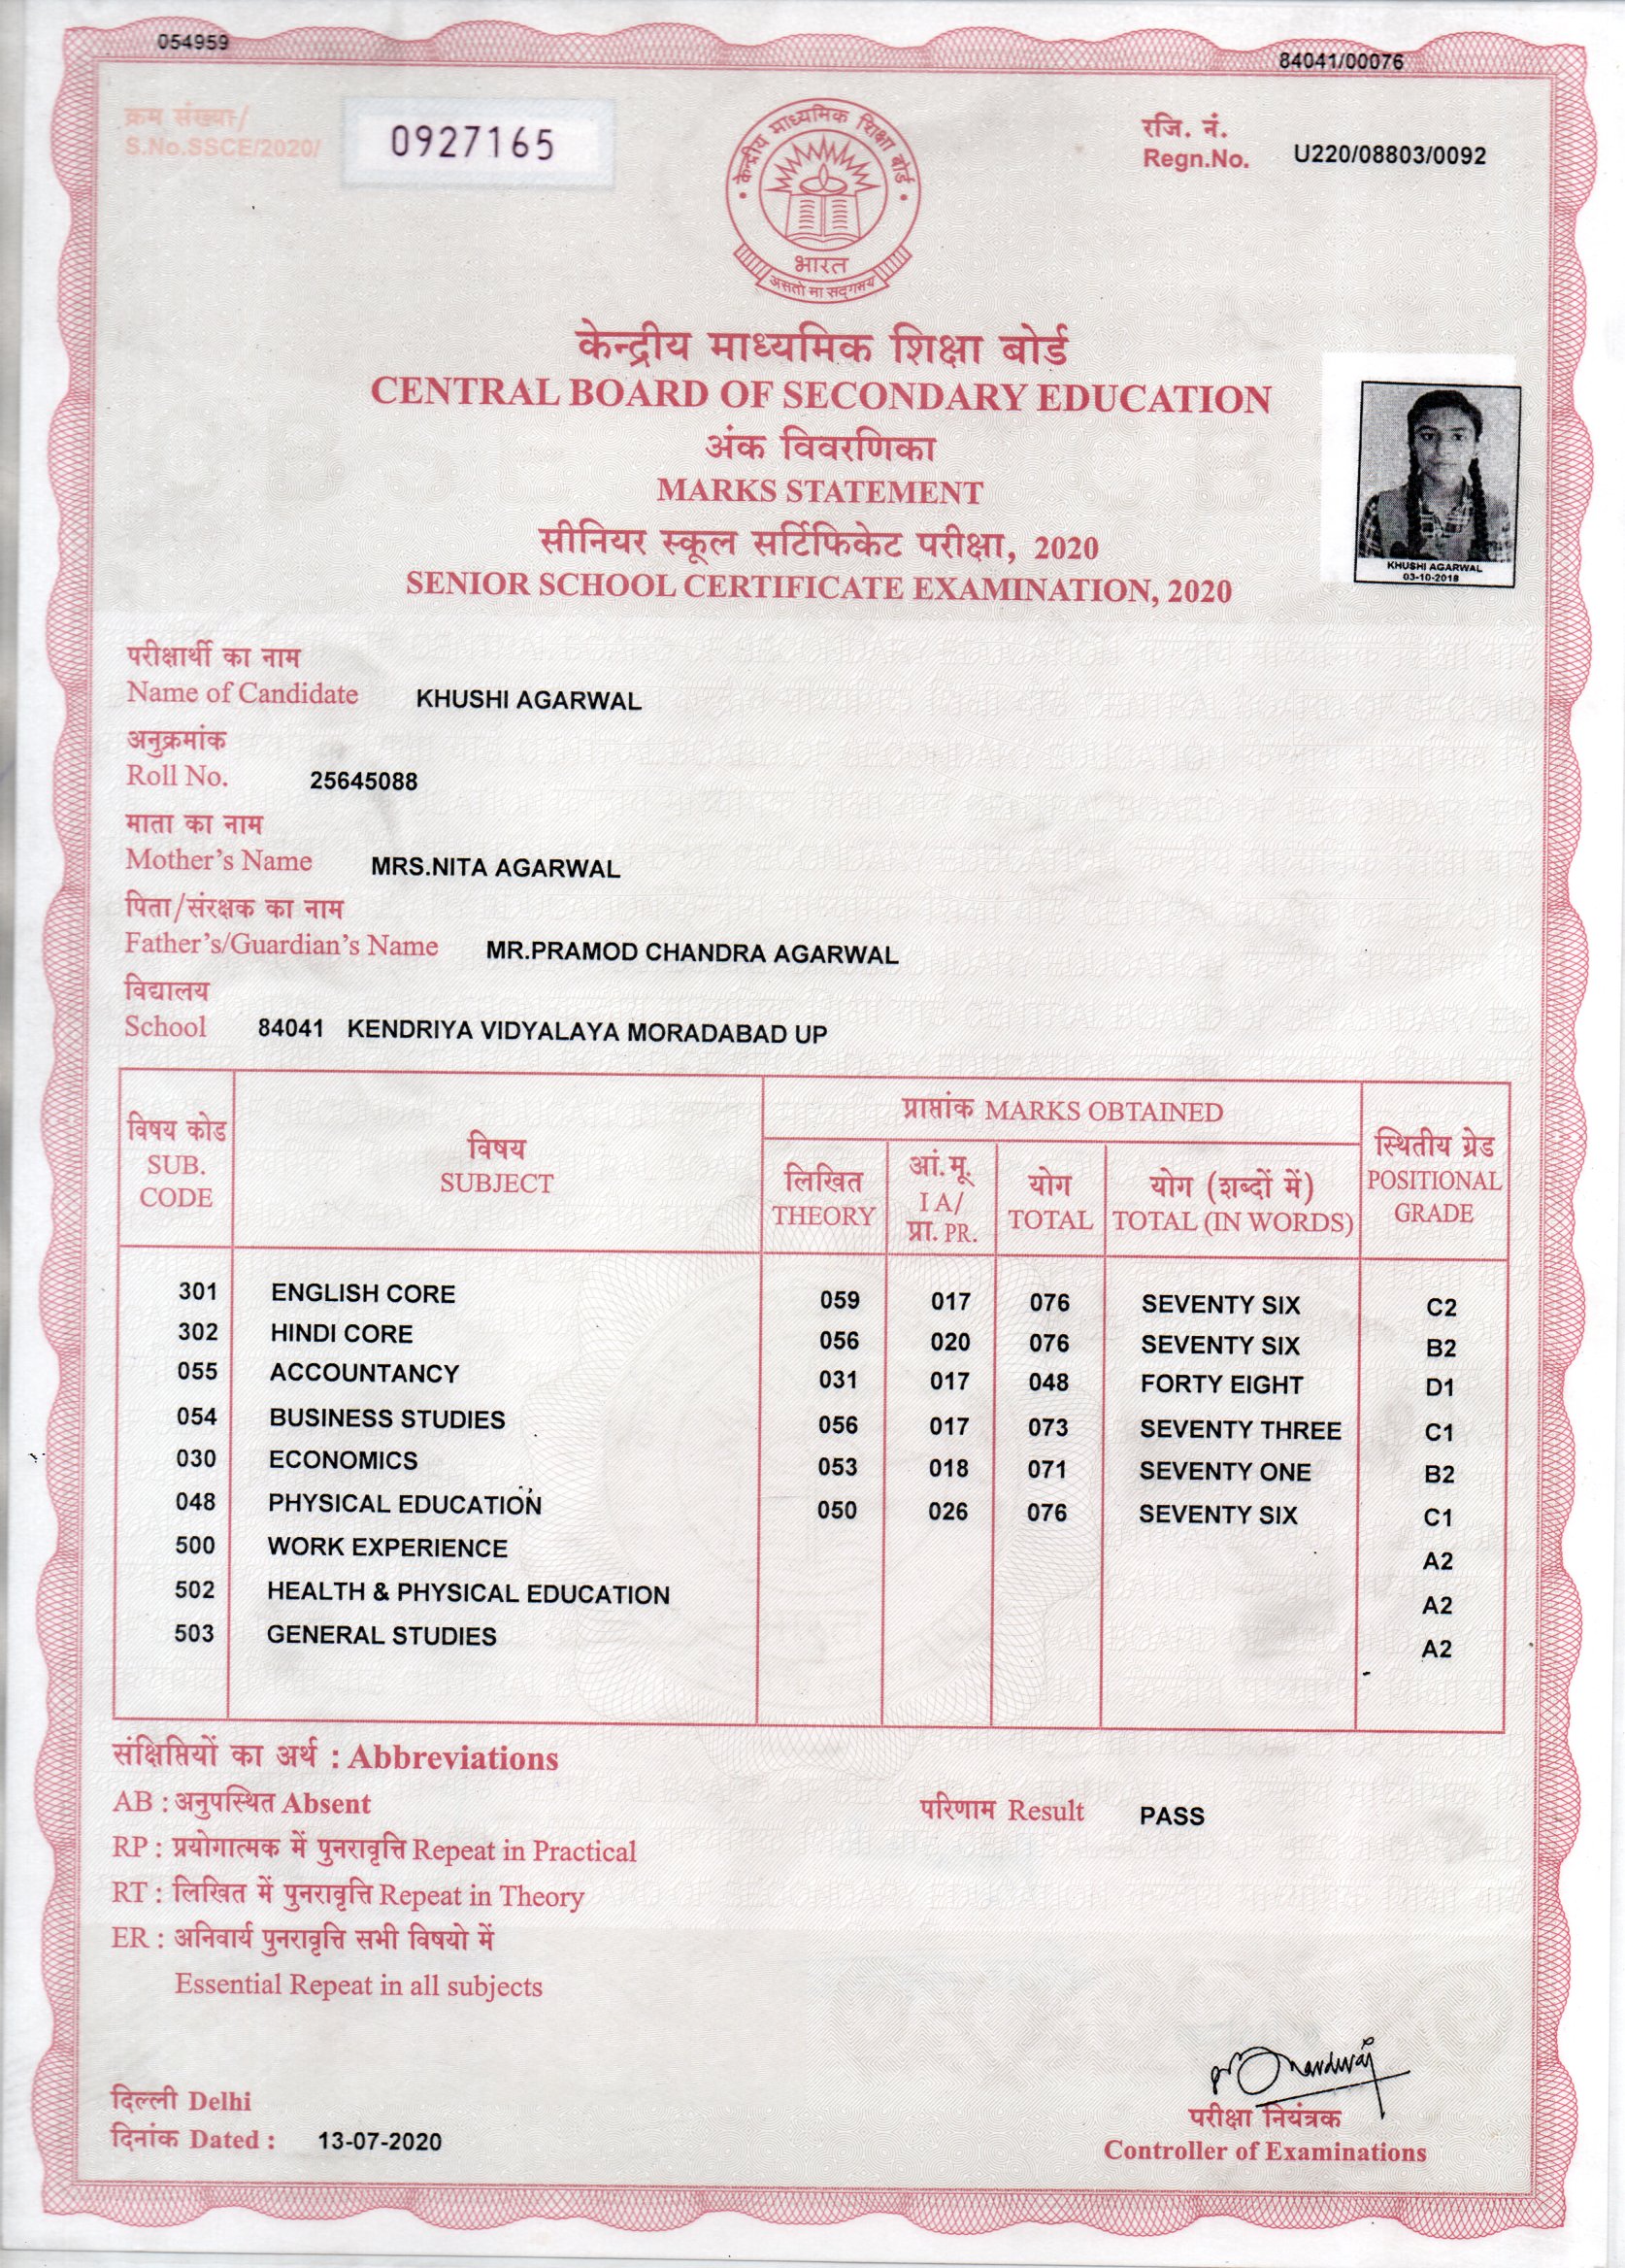 054959
84041/00076
क्रम संख्या/
S.No.SSCE/2020/
0927165
रजि. नं.
Regn.No. U220/08803/0092
केन्द्रीय माध्यमिक शिक्षा बोर्ड
भारत
असतो मा सद्गमय
केन्द्रीय माध्यमिक शिक्षा बोर्ड
CENTRAL BOARD OF SECONDARY EDUCATION
अंक विवरणिका
MARKS STATEMENT
सीनियर स्कूल सर्टिफिकेट परीक्षा, 2020
SENIOR SCHOOL CERTIFICATE EXAMINATION, 2020
KHUSHI AGARWAL
03-10-2018
परीक्षार्थी का नाम
Name of Candidate KHUSHI AGARWAL
अनुक्रमांक
Roll No. 25645088
माता का नाम
Mother's Name MRS.NITA AGARWAL
पिता/संरक्षक का नाम
Father's/Guardian's Name MR.PRAMOD CHANDRA AGARWAL
विद्यालय
School 84041 KENDRIYA VIDYALAYA MORADABAD UP
विषय कोड
SUB.
CODE
विषय
SUBJECT
प्राप्तांक MARKS OBTAINED
लिखित
THEORY
आं.मू.
I A/
प्रा. PR.
योग
TOTAL
योग (शब्दों में)
TOTAL (IN WORDS)
स्थितीय ग्रेड
POSITIONAL
GRADE
301 ENGLISH CORE 059 017 076 SEVENTY SIX C2
302 HINDI CORE 056 020 076 SEVENTY SIX B2
055 ACCOUNTANCY 031 017 048 FORTY EIGHT D1
054 BUSINESS STUDIES 056 017 073 SEVENTY THREE C1
030 ECONOMICS 053 018 071 SEVENTY ONE B2
048 PHYSICAL EDUCATION 050 026 076 SEVENTY SIX C1
500 WORK EXPERIENCE A2
502 HEALTH & PHYSICAL EDUCATION A2
503 GENERAL STUDIES A2
संक्षिप्तियों का अर्थ : Abbreviations
AB : अनुपस्थित Absent
परिणाम Result PASS
RP : प्रयोगात्मक में पुनरावृत्ति Repeat in Practical
RT : लिखित में पुनरावृत्ति Repeat in Theory
ER : अनिवार्य पुनरावृत्ति सभी विषयो में
Essential Repeat in all subjects
दिल्ली Delhi
दिनांक Dated : 13-07-2020
परीक्षा नियंत्रक
Controller of Examinations